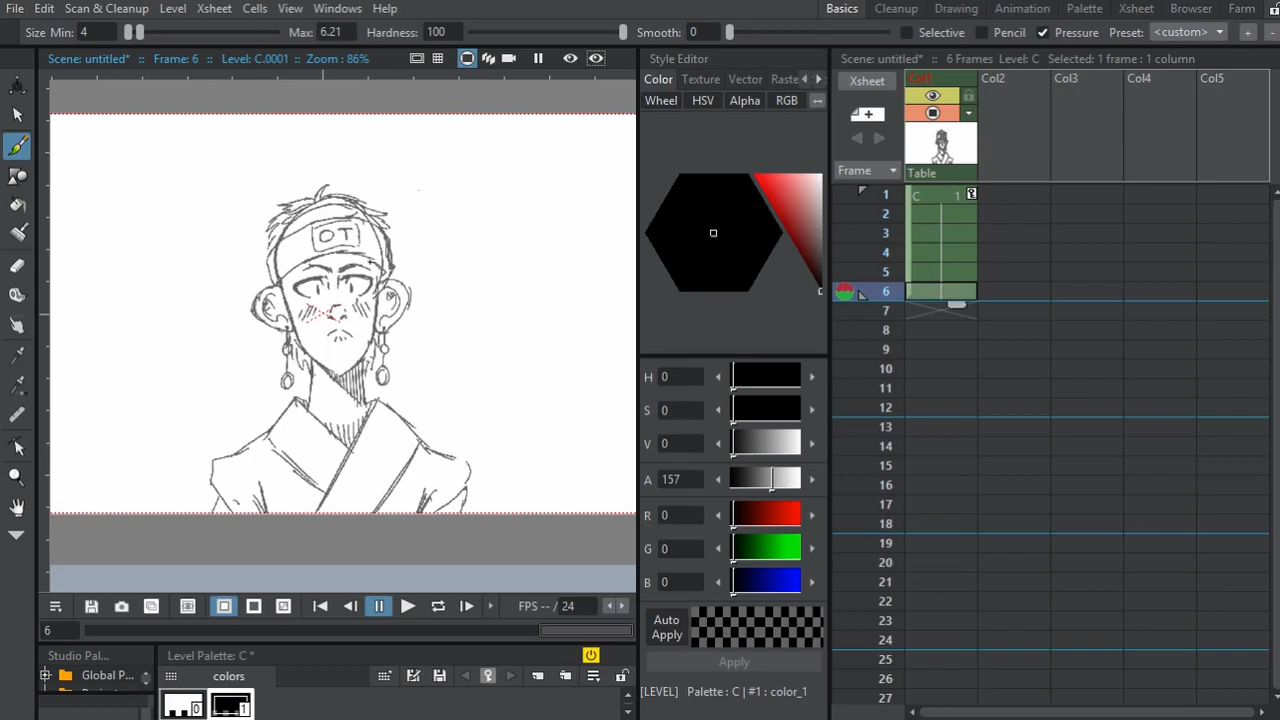 File Edit Scan & Cleanup Level Xsheet Cells View Windows Help
Basics Cleanup Drawing Animation Palette Xsheet Browser Farm
Size Min: 4 Max: 6.21 Hardness: 100 Smooth: 0 Selective Pencil Pressure Preset: <custom> + -
Scene: untitled* :: Frame: 6 :: Level: C.0001 :: Zoom : 86%
Style Editor
Scene: untitled* :: 6 Frames Level: C Selected: 1 frame : 1 column
Color Texture Vector Raste
Wheel HSV Alpha RGB
Xsheet
Col1 Col2 Col3 Col4 Col5
Table
Frame
C 1
1
2
3
4
5
6
7
8
9
10
11
12
13
14
15
16
17
18
19
20
21
22
23
24
25
26
27
OT
H 0
S 0
V 0
A 157
R 0
G 0
B 0
Auto Apply
Apply
[LEVEL] Palette : C | #1 : color_1
FPS -- / 24
6
Studio Pal...
Level Palette: C *
Global P...
colors
0
1